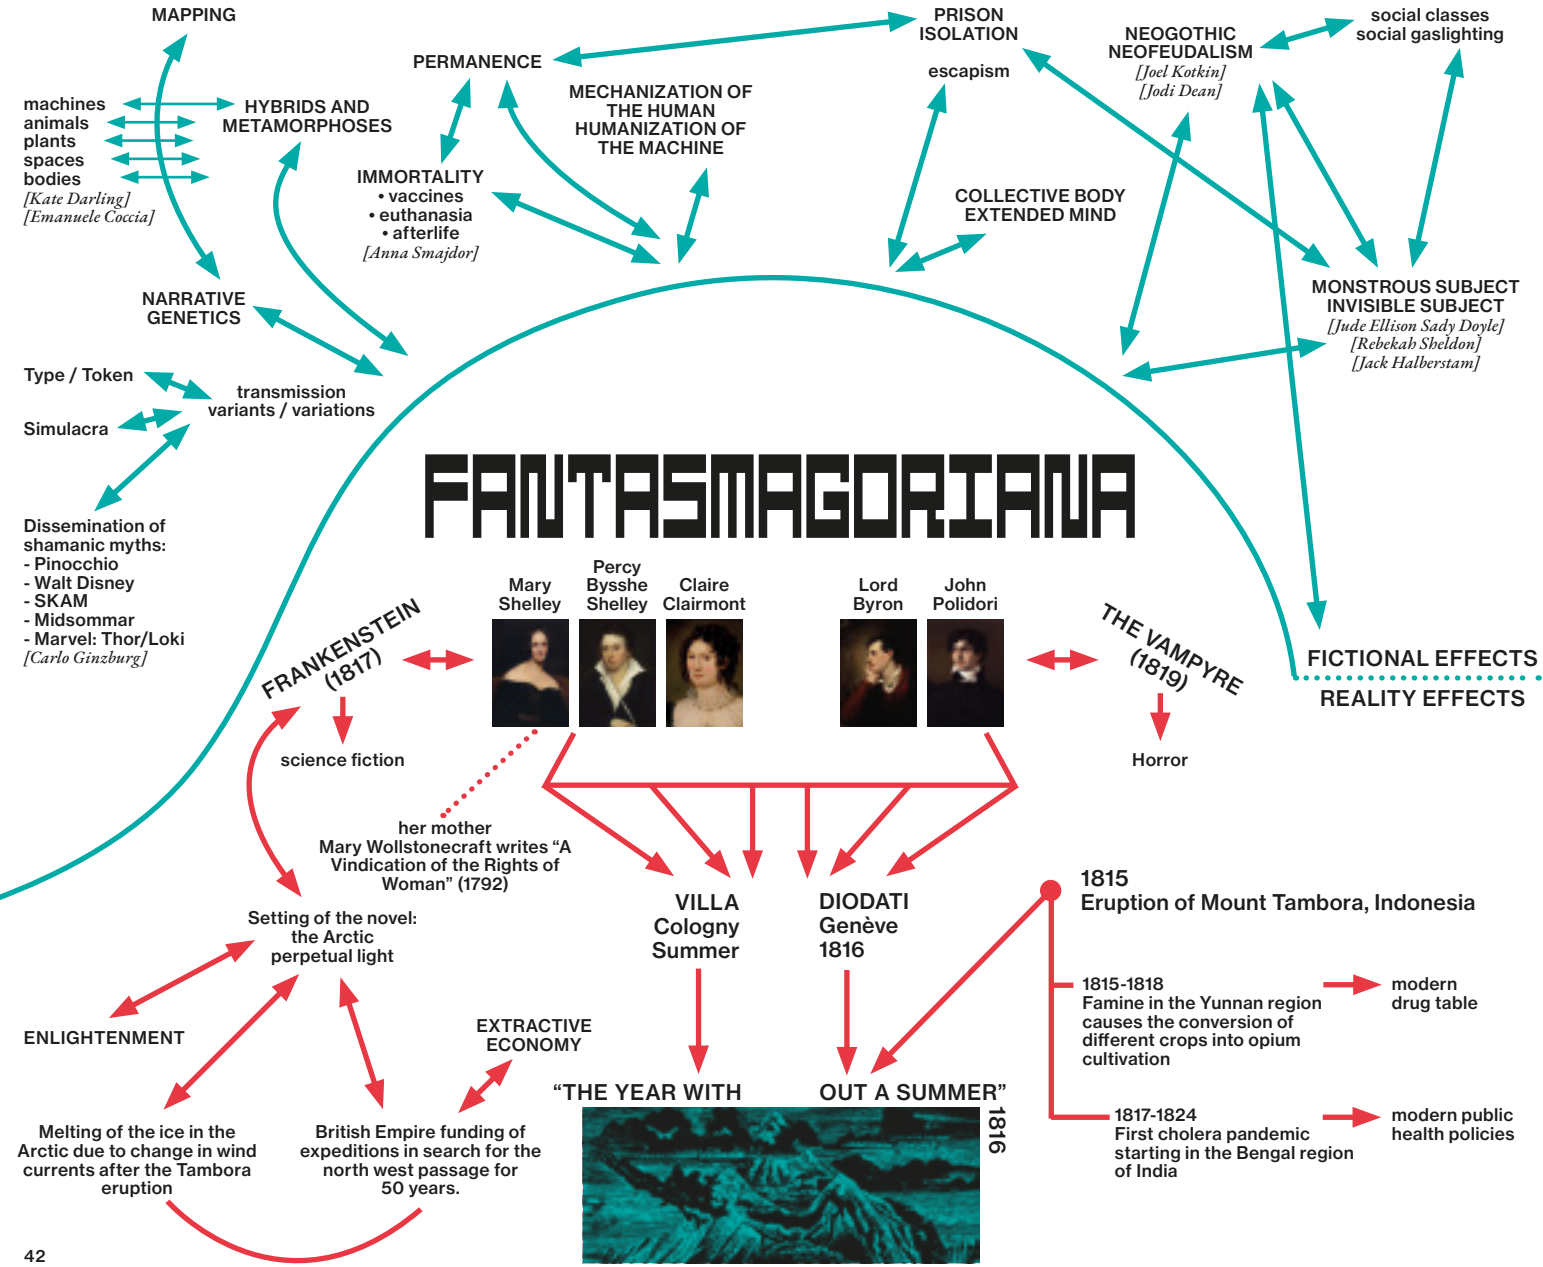 MAPPING
machines
animals
plants
spaces
bodies
[Kate Darling]
[Emanuele Coccia]
HYBRIDS AND
METAMORPHOSES
NARRATIVE
GENETICS
Type / Token
Simulacra
transmission
variants / variations
Dissemination of
shamanic myths:
- Pinocchio
- Walt Disney
- SKAM
- Midsommar
- Marvel: Thor/Loki
[Carlo Ginzburg]
PERMANENCE
IMMORTALITY
• vaccines
• euthanasia
• afterlife
[Anna Smajdor]
MECHANIZATION OF
THE HUMAN
HUMANIZATION OF
THE MACHINE
PRISON
ISOLATION
escapism
COLLECTIVE BODY
EXTENDED MIND
NEOGOTHIC
NEOFEUDALISM
[Joel Kotkin]
[Jodi Dean]
social classes
social gaslighting
MONSTROUS SUBJECT
INVISIBLE SUBJECT
[Jude Ellison Sady Doyle]
[Rebekah Sheldon]
[Jack Halberstam]
FANTASMAGORIANA
Mary
Shelley
Percy
Bysshe
Shelley
Claire
Clairmont
Lord
Byron
John
Polidori
FRANKENSTEIN
(1817)
science fiction
THE VAMPYRE
(1819)
Horror
FICTIONAL EFFECTS
REALITY EFFECTS
her mother
Mary Wollstonecraft writes “A
Vindication of the Rights of
Woman” (1792)
Setting of the novel:
the Arctic
perpetual light
ENLIGHTENMENT
EXTRACTIVE
ECONOMY
Melting of the ice in the
Arctic due to change in wind
currents after the Tambora
eruption
British Empire funding of
expeditions in search for the
north west passage for
50 years.
VILLA
Cologny
Summer
DIODATI
Genève
1816
“THE YEAR WITH
OUT A SUMMER”
1816
1815
Eruption of Mount Tambora, Indonesia
1815-1818
Famine in the Yunnan region
causes the conversion of
different crops into opium
cultivation
modern
drug table
1817-1824
First cholera pandemic
starting in the Bengal region
of India
modern public
health policies
42